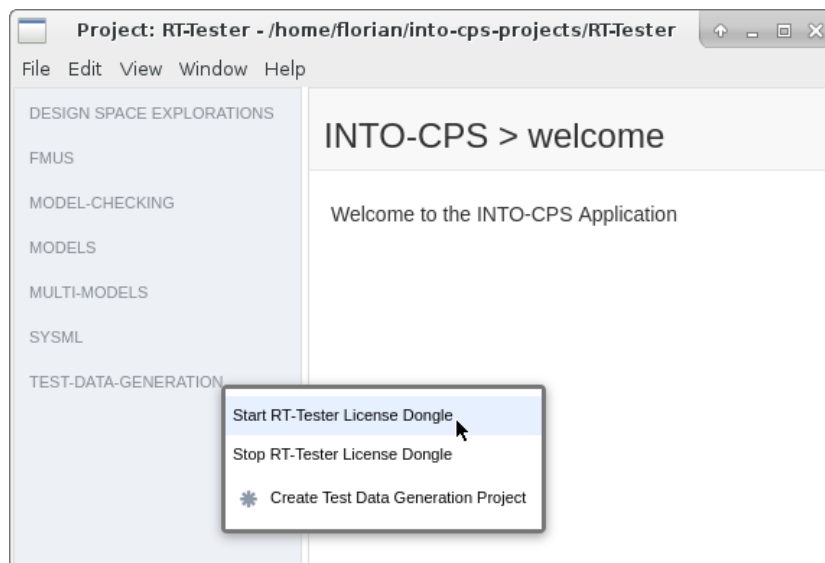 Project: RT-Tester - /home/florian/into-cps-projects/RT-Tester
File Edit View Window Help
DESIGN SPACE EXPLORATIONS
FMUS
MODEL-CHECKING
MODELS
MULTI-MODELS
SYSML
TEST-DATA-GENERATION
INTO-CPS > welcome
Welcome to the INTO-CPS Application
Start RT-Tester License Dongle
Stop RT-Tester License Dongle
Create Test Data Generation Project